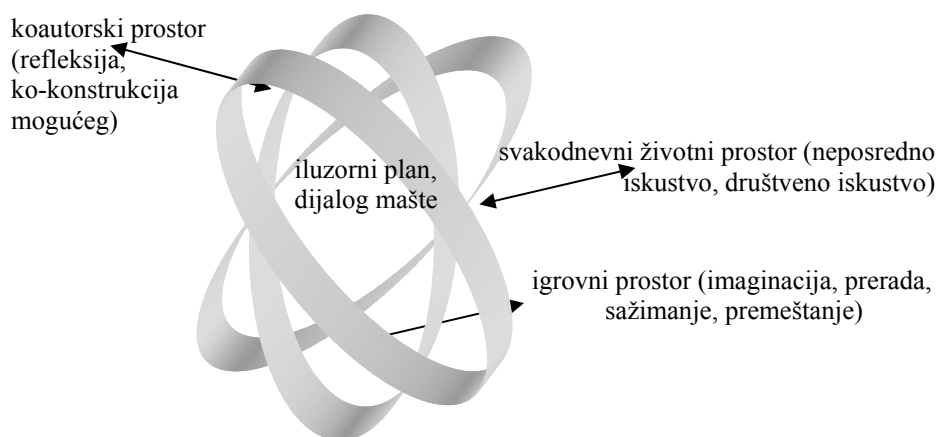 koautorski prostor
(refleksija,
ko-konstrukcija
mogućeg)
iluzorni plan,
dijalog mašte
svakodnevni životni prostor (neposredno
iskustvo, društveno iskustvo)
igrovni prostor (imaginacija, prerada,
sažimanje, premeštanje)